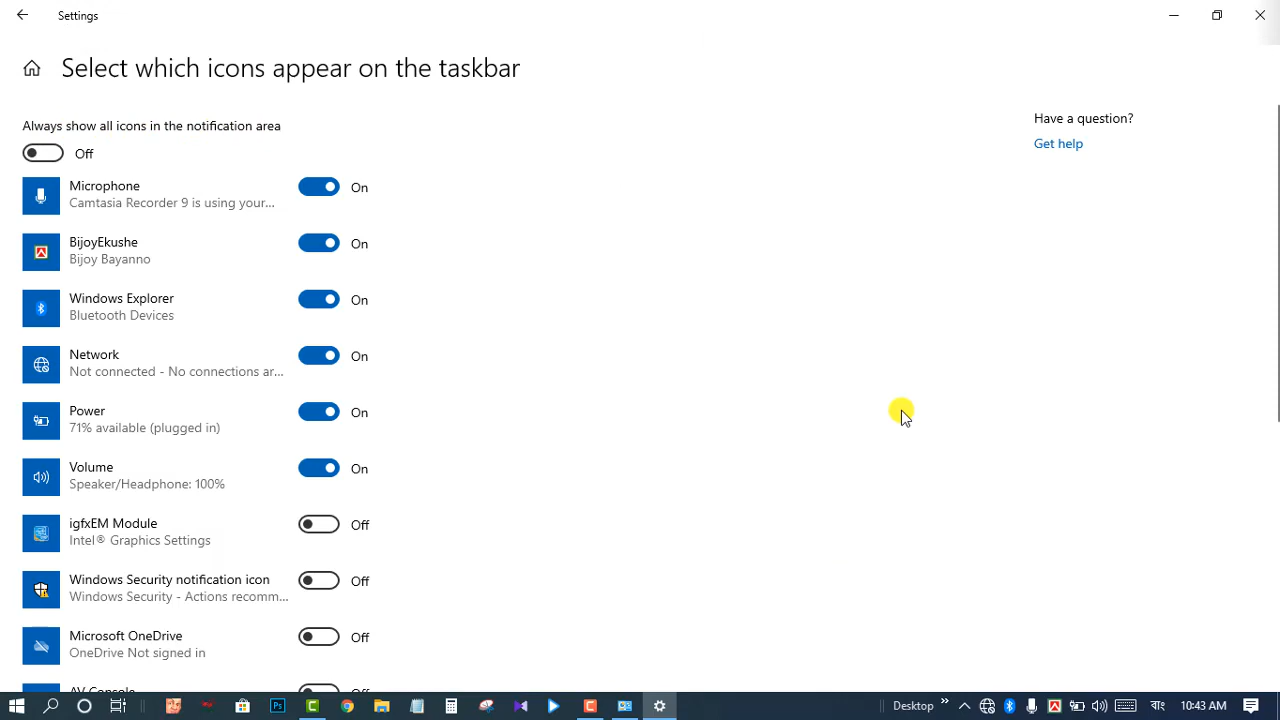 Settings
Select which icons appear on the taskbar
Always show all icons in the notification area
Off
Have a question?
Get help
Microphone
Camtasia Recorder 9 is using your...
On
BijoyEkushe
Bijoy Bayanno
On
Windows Explorer
Bluetooth Devices
On
Network
Not connected - No connections ar...
On
Power
71% available (plugged in)
On
Volume
Speaker/Headphone: 100%
On
igfxEM Module
Intel® Graphics Settings
Off
Windows Security notification icon
Windows Security - Actions recomm...
Off
Microsoft OneDrive
OneDrive Not signed in
Off
AV Console
Off
Desktop
বাং
10:43 AM